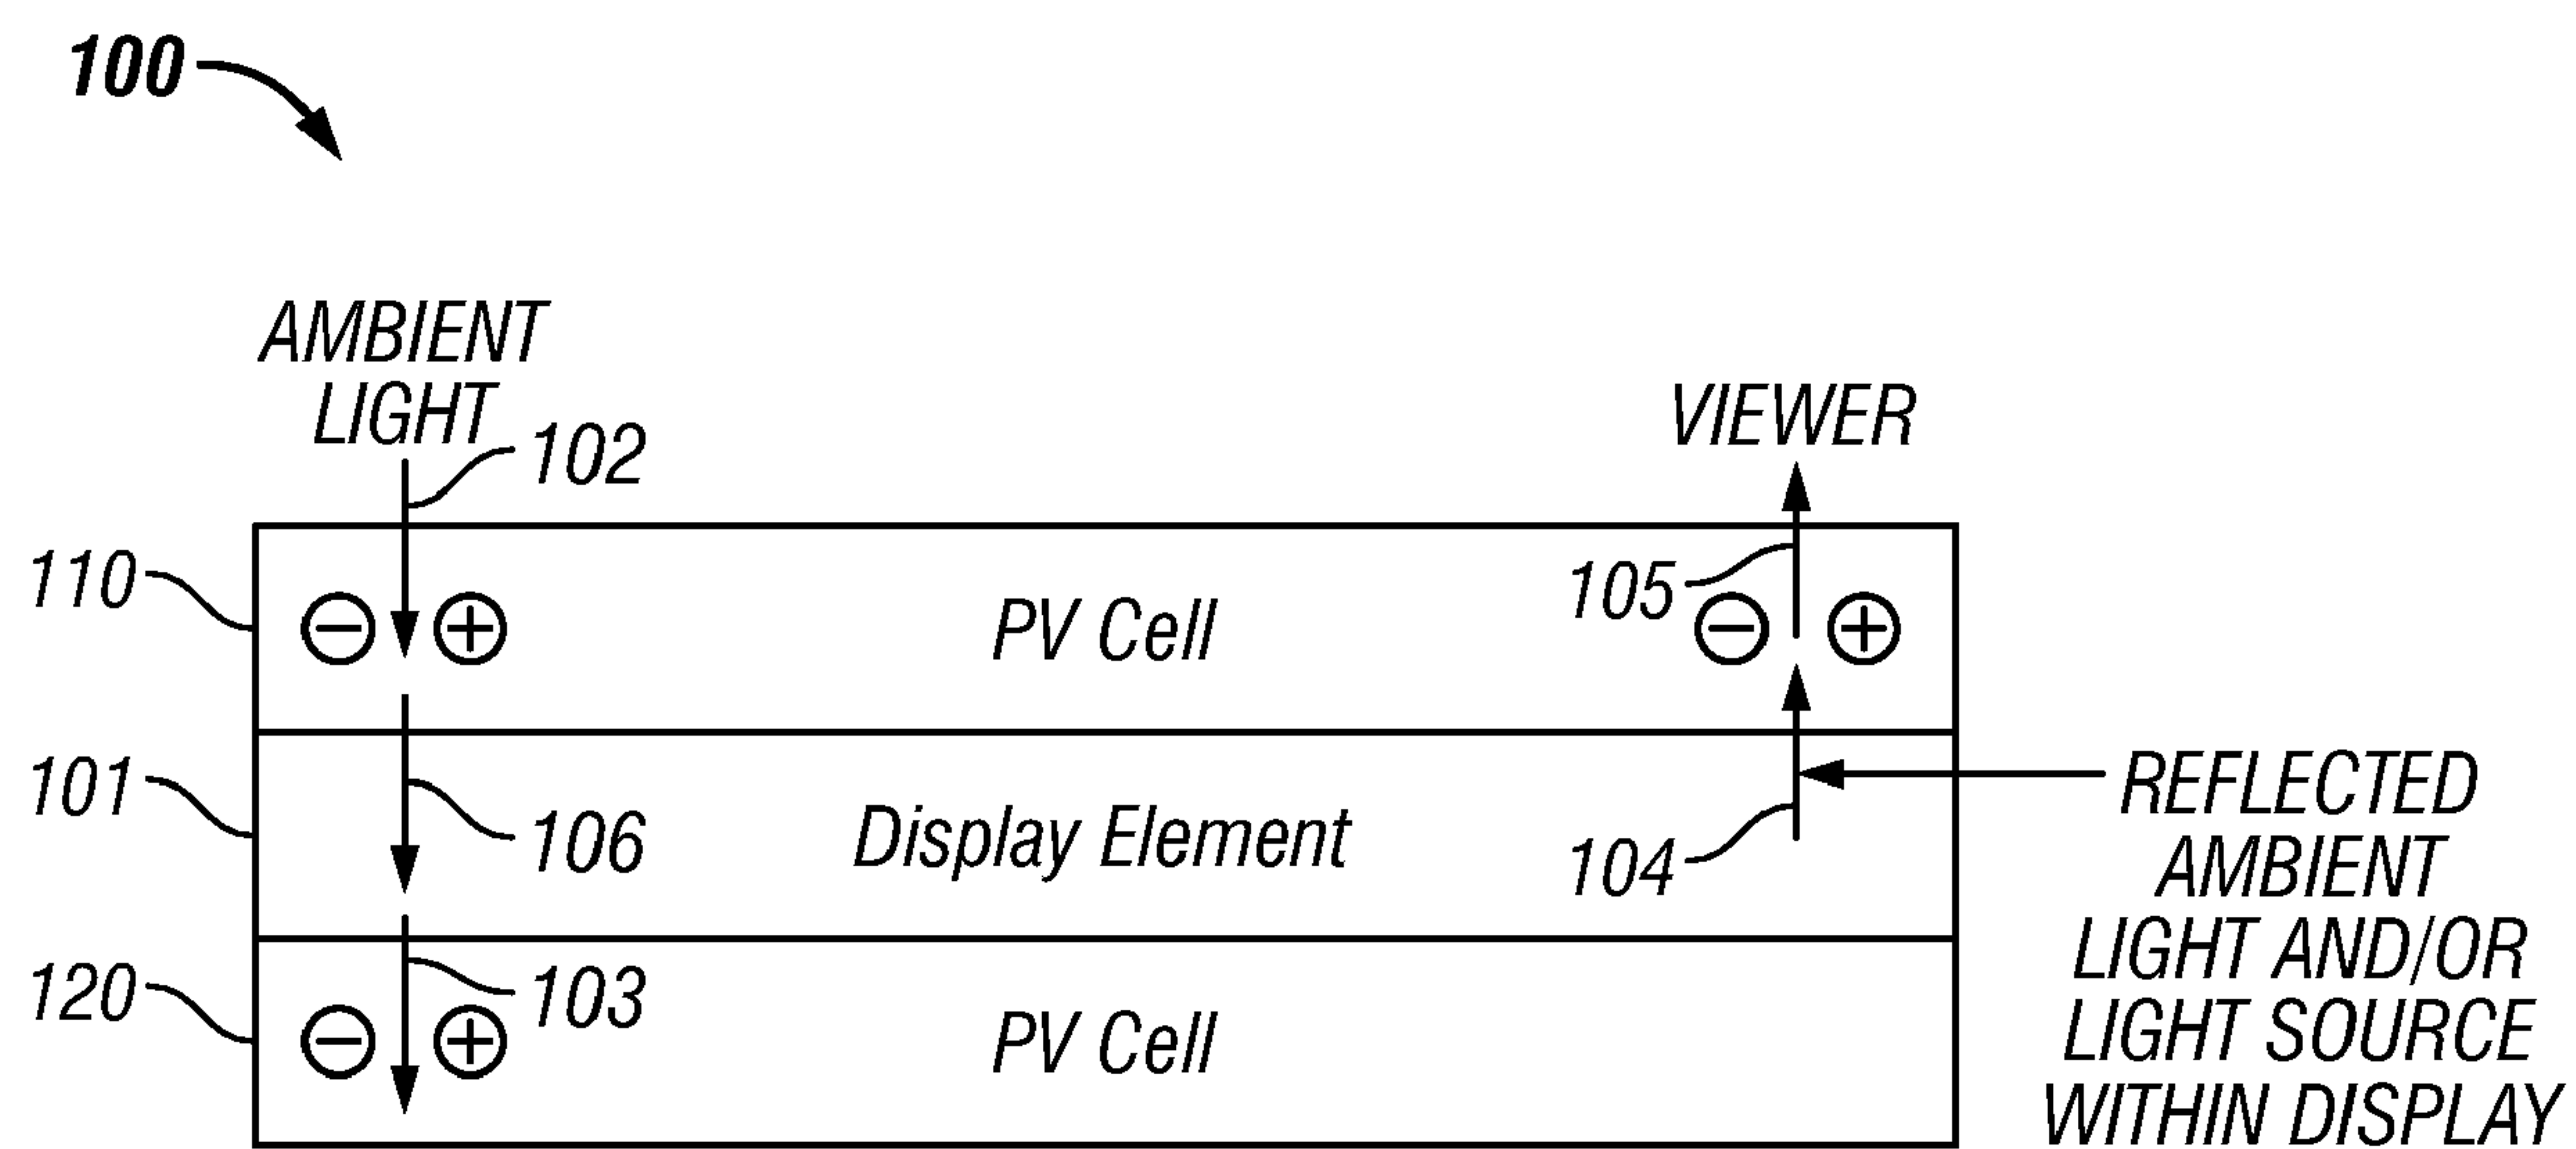 100
AMBIENT
LIGHT
102
VIEWER
110
PV Cell
105
101
Display Element
106
104
REFLECTED
AMBIENT
LIGHT AND/OR
LIGHT SOURCE
WITHIN DISPLAY
120
PV Cell
103